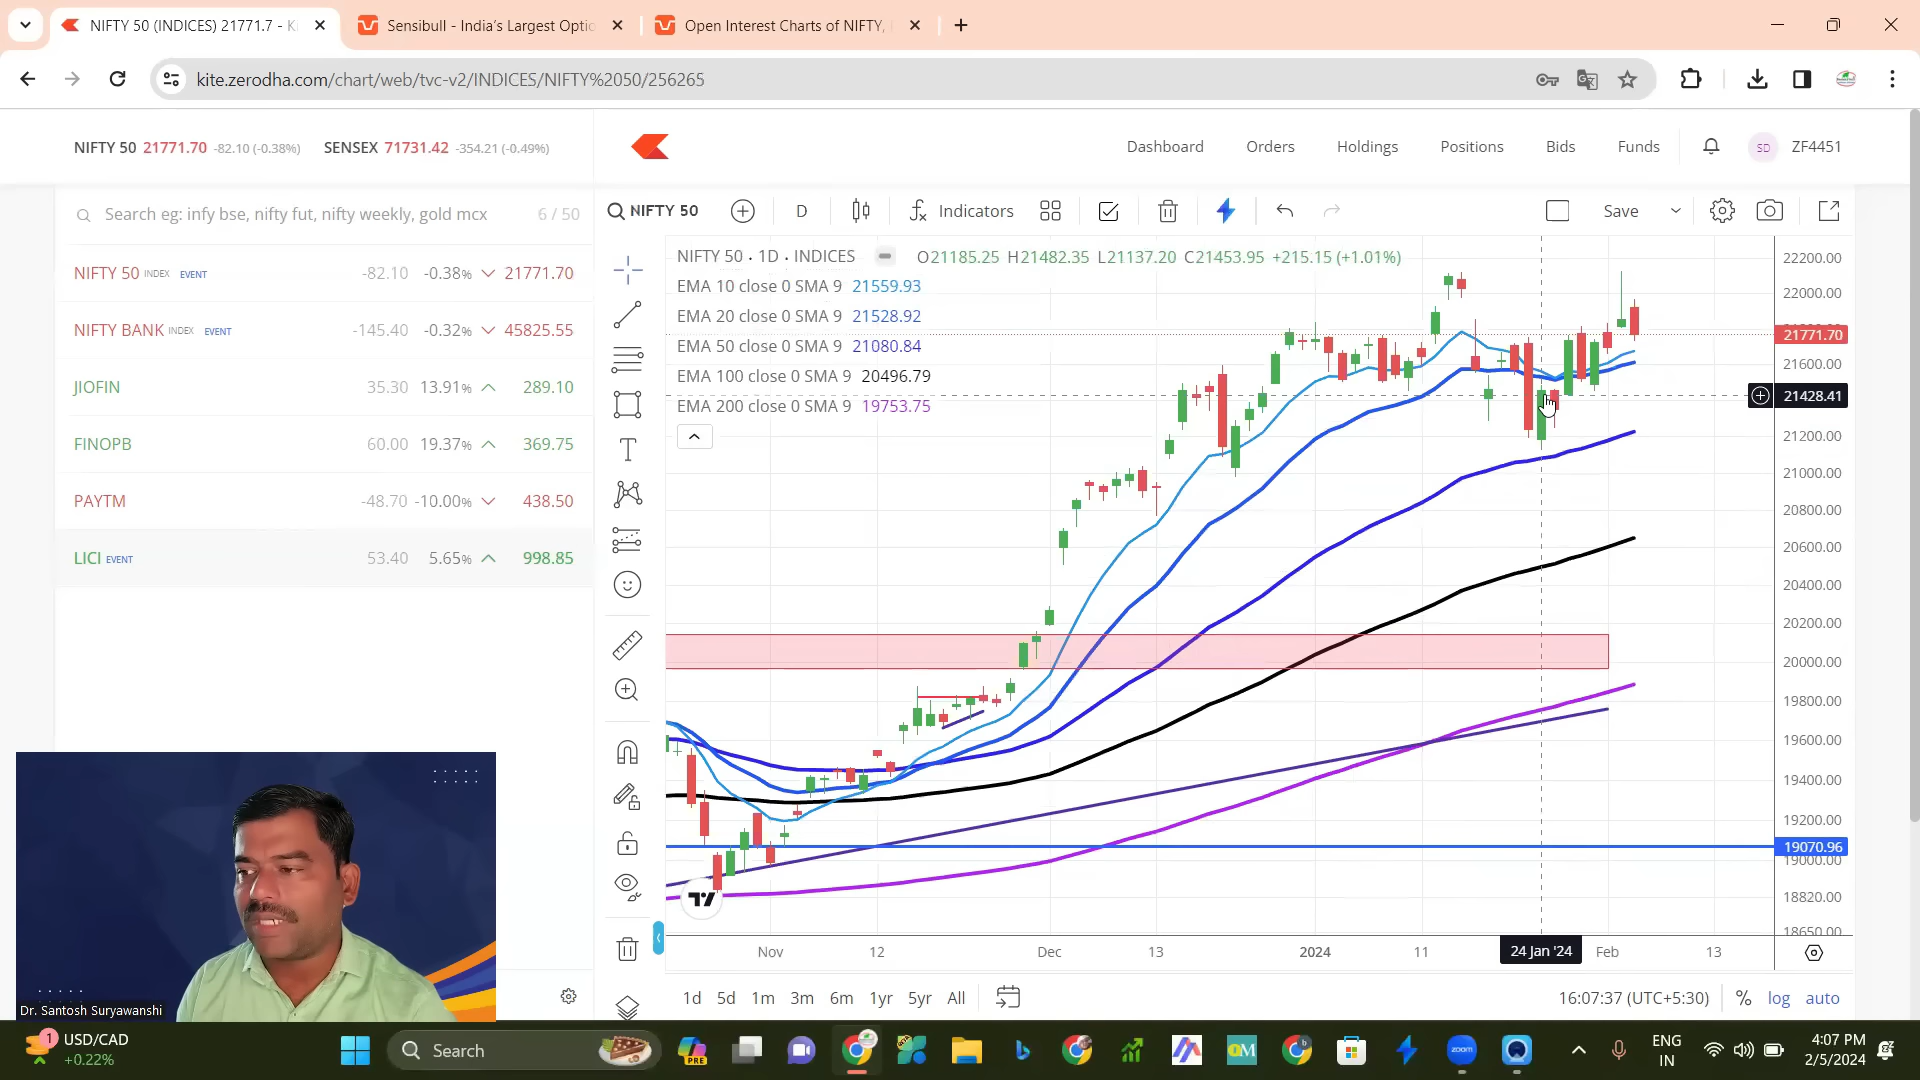 NIFTY 50 (INDICES) 21771.7 - Ki
Sensibull - India's Largest Optio
Open Interest Charts of NIFTY,
kite.zerodha.com/chart/web/tvc-v2/INDICES/NIFTY%2050/256265
NIFTY 50 21771.70 -82.10 (-0.38%) SENSEX 71731.42 -354.21 (-0.49%)
Dashboard Orders Holdings Positions Bids Funds SD ZF4451
Search eg: infy bse, nifty fut, nifty weekly, gold mcx 6 / 50
NIFTY 50 INDEX EVENT -82.10 -0.38% 21771.70
NIFTY BANK INDEX EVENT -145.40 -0.32% 45825.55
JIOFIN 35.30 13.91% 289.10
FINOPB 60.00 19.37% 369.75
PAYTM -48.70 -10.00% 438.50
LICI EVENT 53.40 5.65% 998.85
NIFTY 50 D Indicators Save
NIFTY 50 · 1D · INDICES O21185.25 H21482.35 L21137.20 C21453.95 +215.15 (+1.01%)
EMA 10 close 0 SMA 9 21559.93
EMA 20 close 0 SMA 9 21528.92
EMA 50 close 0 SMA 9 21080.84
EMA 100 close 0 SMA 9 20496.79
EMA 200 close 0 SMA 9 19753.75
22200.00
22000.00
21771.70
21600.00
21428.41
21200.00
21000.00
20800.00
20600.00
20400.00
20200.00
20000.00
19800.00
19600.00
19400.00
19200.00
19070.96
19000.00
18820.00
18650.00
Nov 12 Dec 13 2024 11 24 Jan '24 Feb 13
1d 5d 1m 3m 6m 1yr 5yr All
16:07:37 (UTC+5:30) % log auto
Dr. Santosh Suryawanshi
1
USD/CAD
+0.22%
Search
PRE
zoom
ENG
IN
4:07 PM
2/5/2024